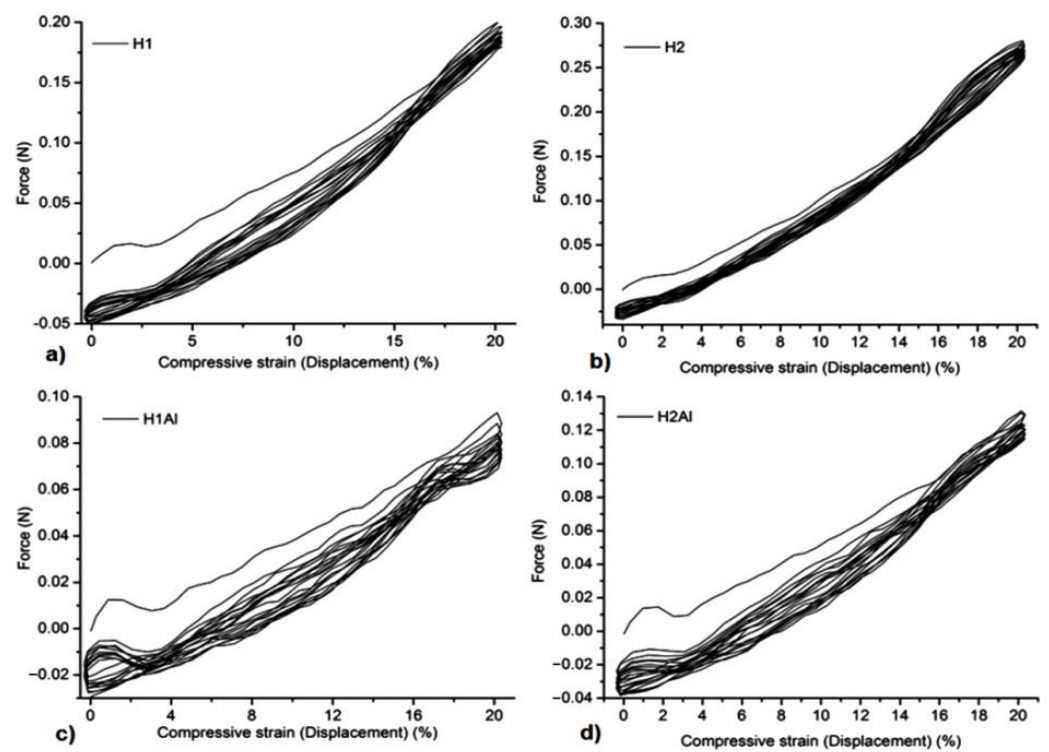 0.20
H1
0.15
0.10
0.05
0.00
-0.05
Force (N)
0 5 10 15 20
a)
Compressive strain (Displacement) (%)
0.30
H2
0.25
0.20
0.15
0.10
0.05
0.00
Force (N)
0 2 4 6 8 10 12 14 16 18 20
b)
Compressive strain (Displacement) (%)
0.10
H1Al
0.08
0.06
0.04
0.02
0.00
−0.02
Force (N)
0 4 8 12 16 20
c)
Compressive strain (Displacement) (%)
0.14
H2Al
0.12
0.10
0.08
0.06
0.04
0.02
0.00
−0.02
−0.04
Force (N)
0 2 4 6 8 10 12 14 16 18 20
d)
Compressive strain (Displacement) (%)